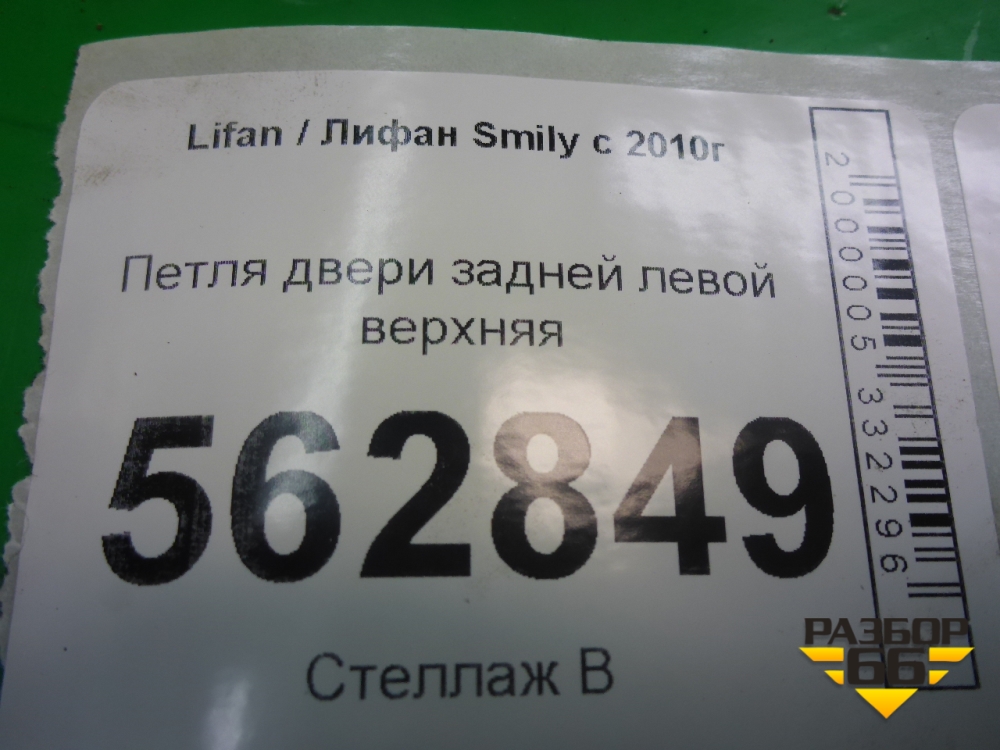 Lifan / Лифан Smily с 2010г
Петля двери задней левой
верхняя
562849
Стеллаж В
2000005332296
РАЗБОР
66